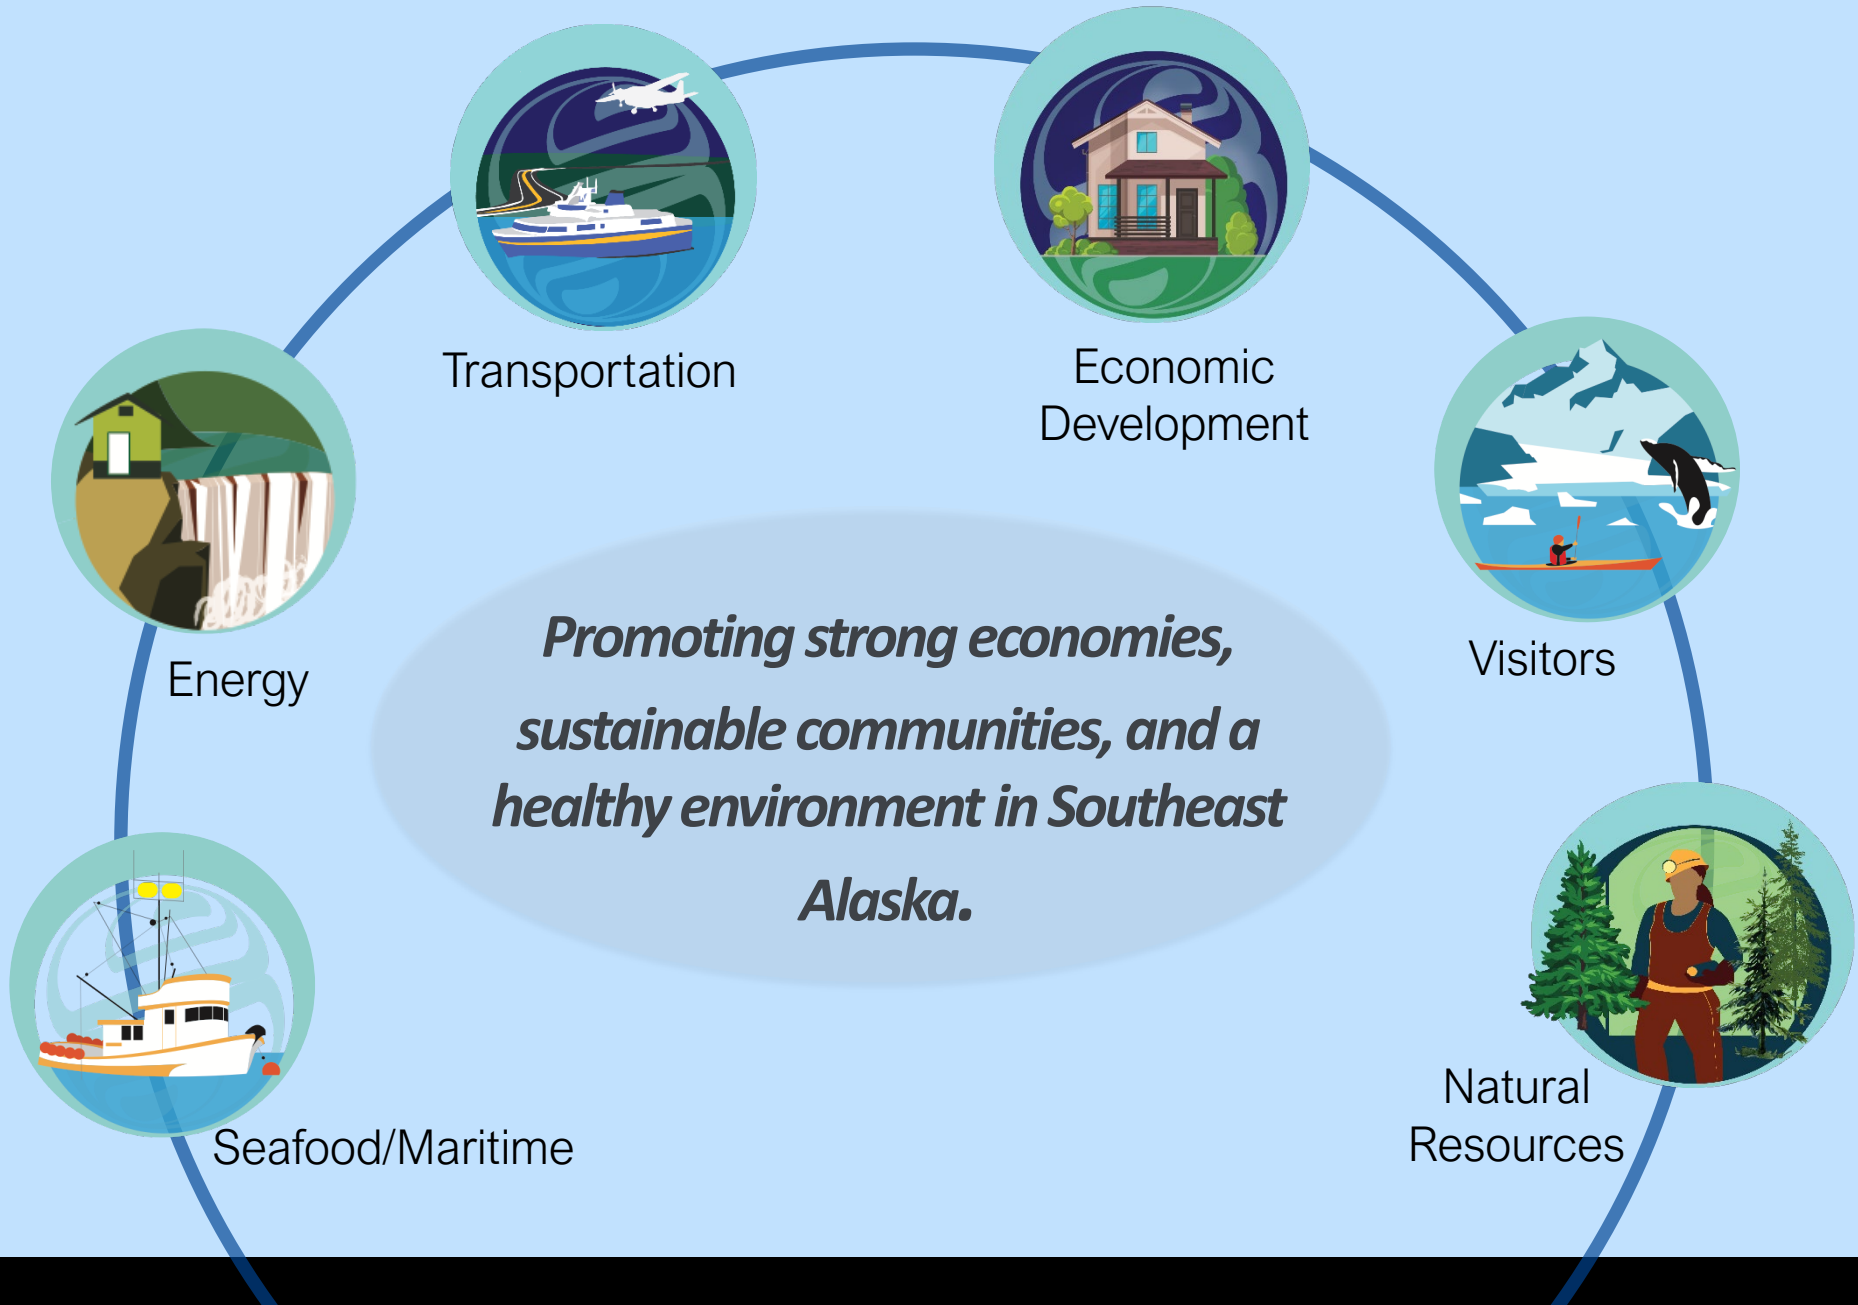 Transportation
Economic
Development
Energy
Visitors
Promoting strong economies,
sustainable communities, and a
healthy environment in Southeast
Alaska.
Seafood/Maritime
Natural
Resources